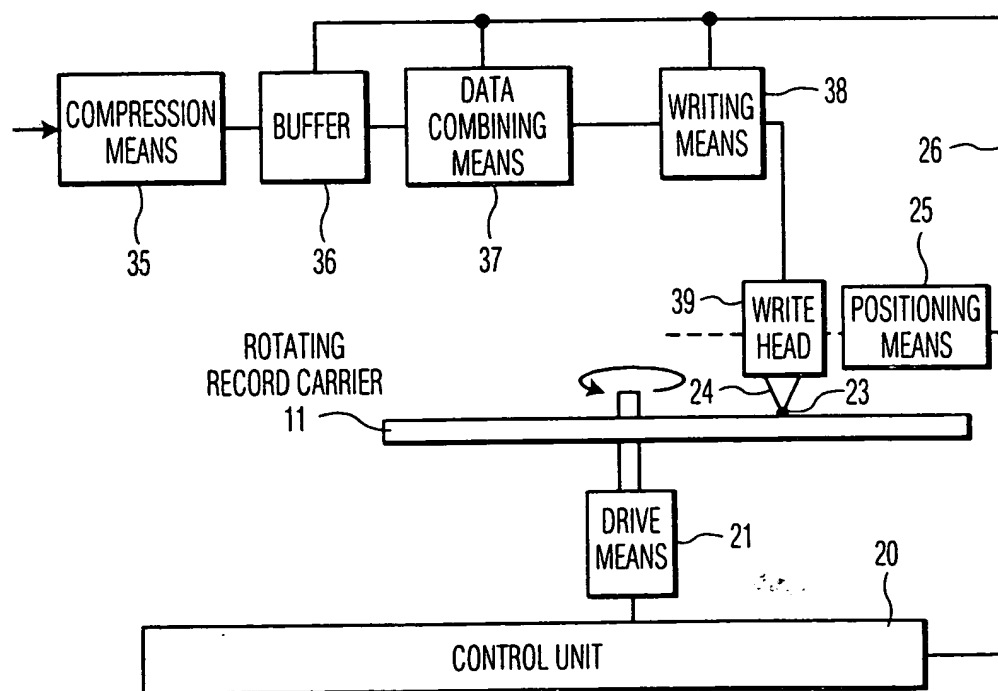 COMPRESSION
MEANS
35
BUFFER
36
DATA
COMBINING
MEANS
37
WRITING
MEANS
38
26
25
39
WRITE
HEAD
POSITIONING
MEANS
ROTATING
RECORD CARRIER
11
24
23
DRIVE
MEANS
21
20
CONTROL UNIT